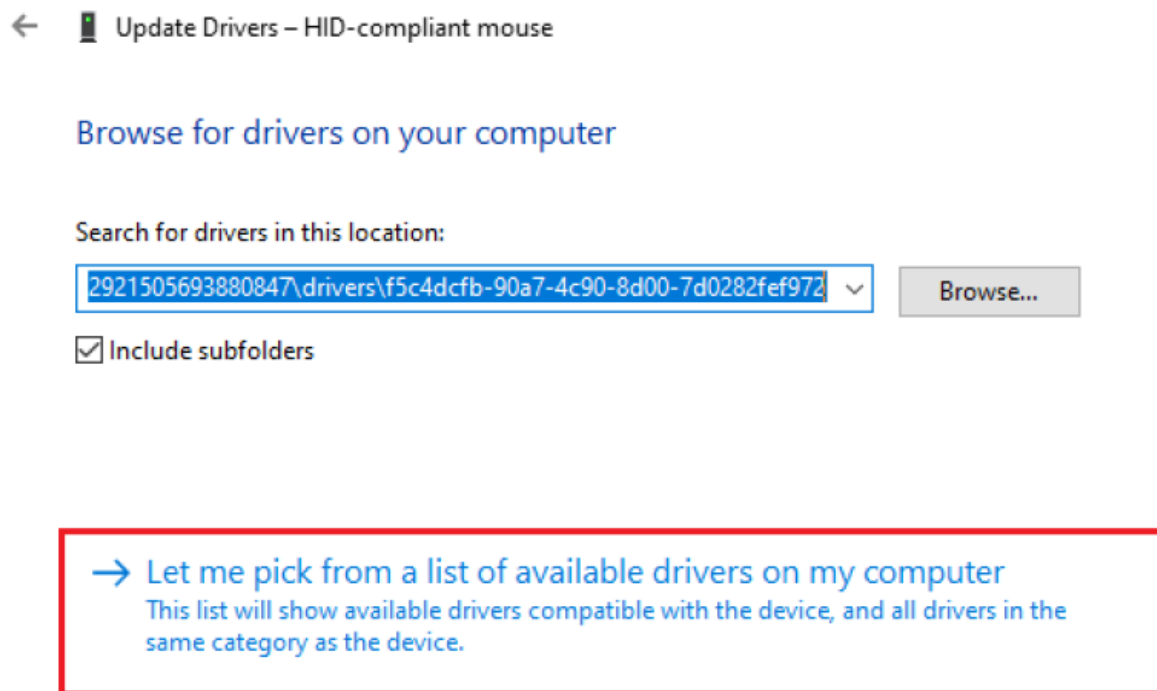 Update Drivers – HID-compliant mouse
Browse for drivers on your computer
Search for drivers in this location:
2921505693880847\drivers\f5c4dcfb-90a7-4c90-8d00-7d0282fef972
Browse...
Include subfolders
Let me pick from a list of available drivers on my computer
This list will show available drivers compatible with the device, and all drivers in the
same category as the device.